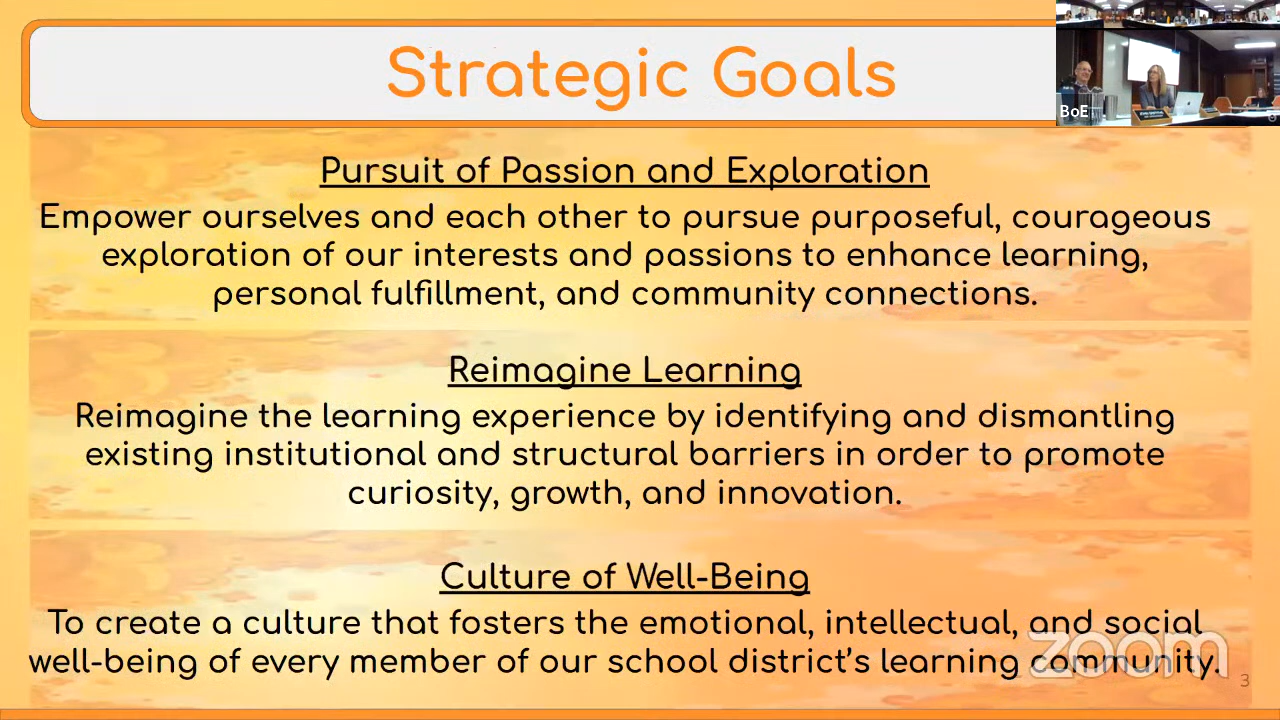 Strategic Goals
BoE
Pursuit of Passion and Exploration
Empower ourselves and each other to pursue purposeful, courageous
exploration of our interests and passions to enhance learning,
personal fulfillment, and community connections.
Reimagine Learning
Reimagine the learning experience by identifying and dismantling
existing institutional and structural barriers in order to promote
curiosity, growth, and innovation.
Culture of Well-Being
To create a culture that fosters the emotional, intellectual, and social
well-being of every member of our school district's learning community.
zoom
3